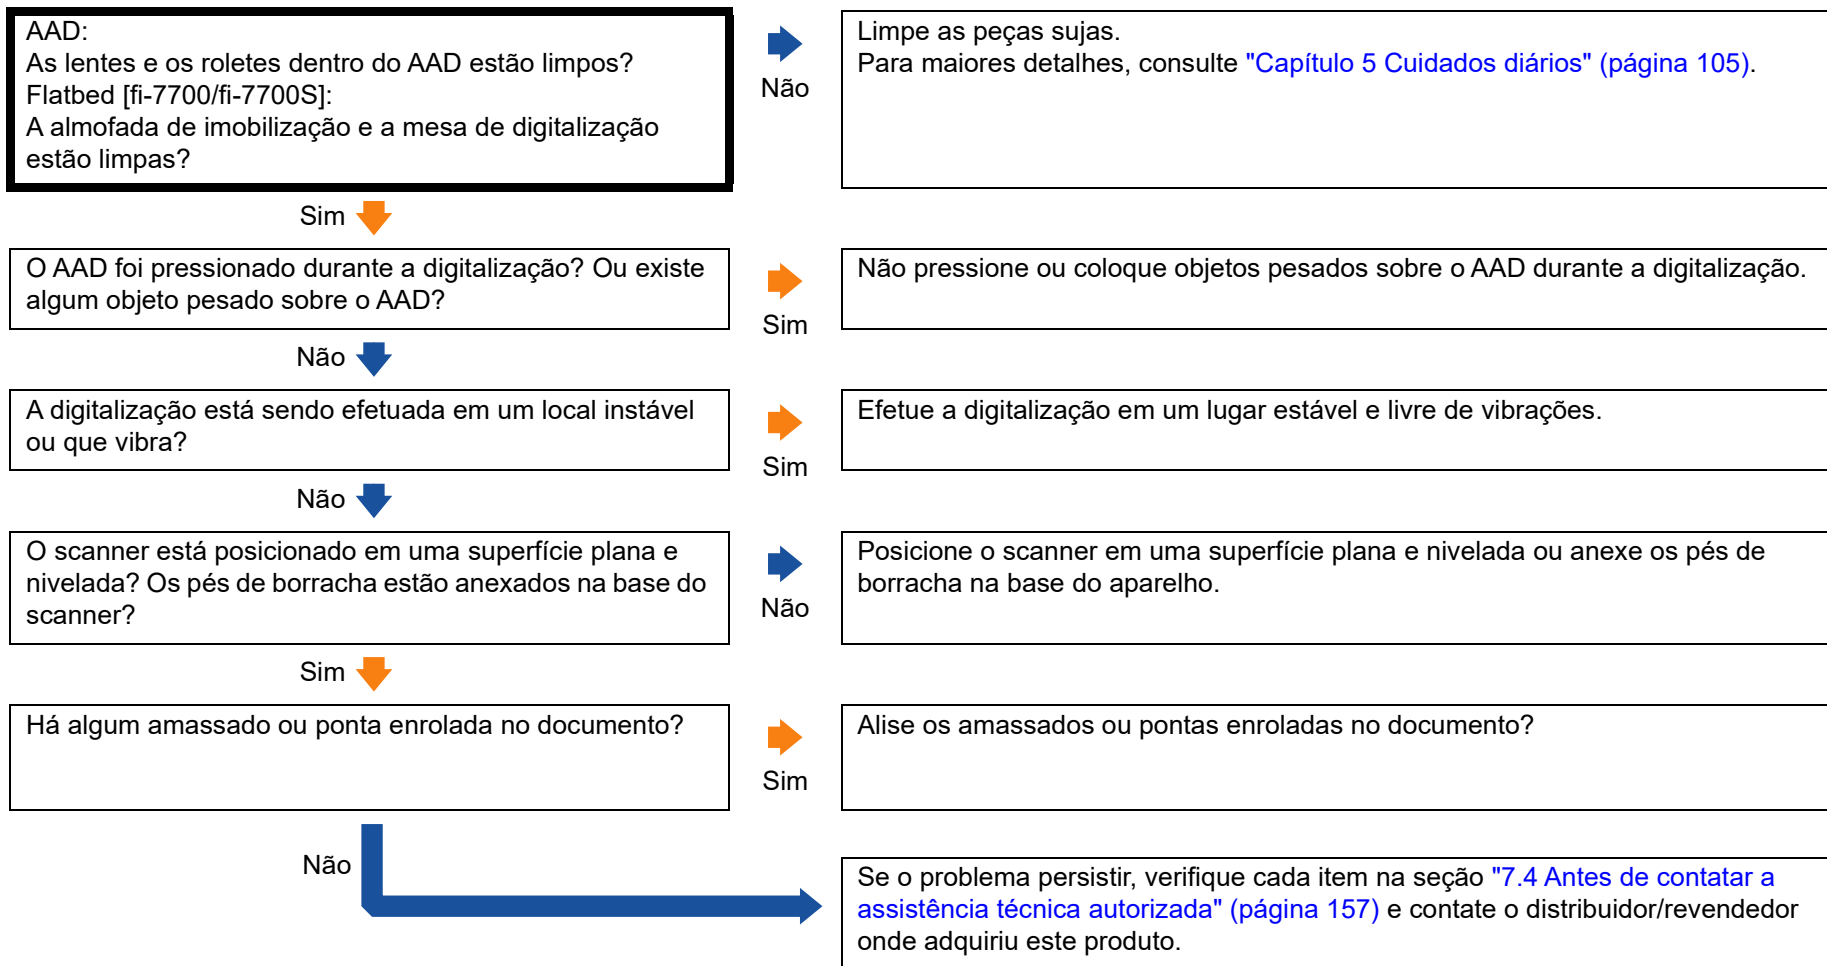 AAD:
As lentes e os roletes dentro do AAD estão limpos?
Flatbed [fi-7700/fi-7700S]:
A almofada de imobilização e a mesa de digitalização
estão limpas?
Não
Limpe as peças sujas.
Para maiores detalhes, consulte "Capítulo 5 Cuidados diários" (página 105).
Sim
O AAD foi pressionado durante a digitalização? Ou existe
algum objeto pesado sobre o AAD?
Sim
Não pressione ou coloque objetos pesados sobre o AAD durante a digitalização.
Não
A digitalização está sendo efetuada em um local instável
ou que vibra?
Sim
Efetue a digitalização em um lugar estável e livre de vibrações.
Não
O scanner está posicionado em uma superfície plana e
nivelada? Os pés de borracha estão anexados na base do
scanner?
Não
Posicione o scanner em uma superfície plana e nivelada ou anexe os pés de
borracha na base do aparelho.
Sim
Há algum amassado ou ponta enrolada no documento?
Sim
Alise os amassados ou pontas enroladas no documento?
Não
Se o problema persistir, verifique cada item na seção "7.4 Antes de contatar a
assistência técnica autorizada" (página 157) e contate o distribuidor/revendedor
onde adquiriu este produto.